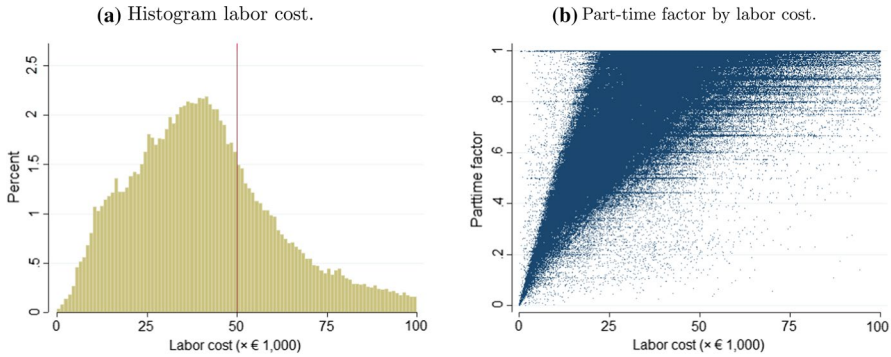 (a) Histogram labor cost.
Percent
2.5
2
1.5
1
.5
0
0 25 50 75 100
Labor cost (× € 1,000)
(b) Part-time factor by labor cost.
Parttime factor
1
.8
.6
.4
.2
0
0 25 50 75 100
Labor cost (× € 1,000)